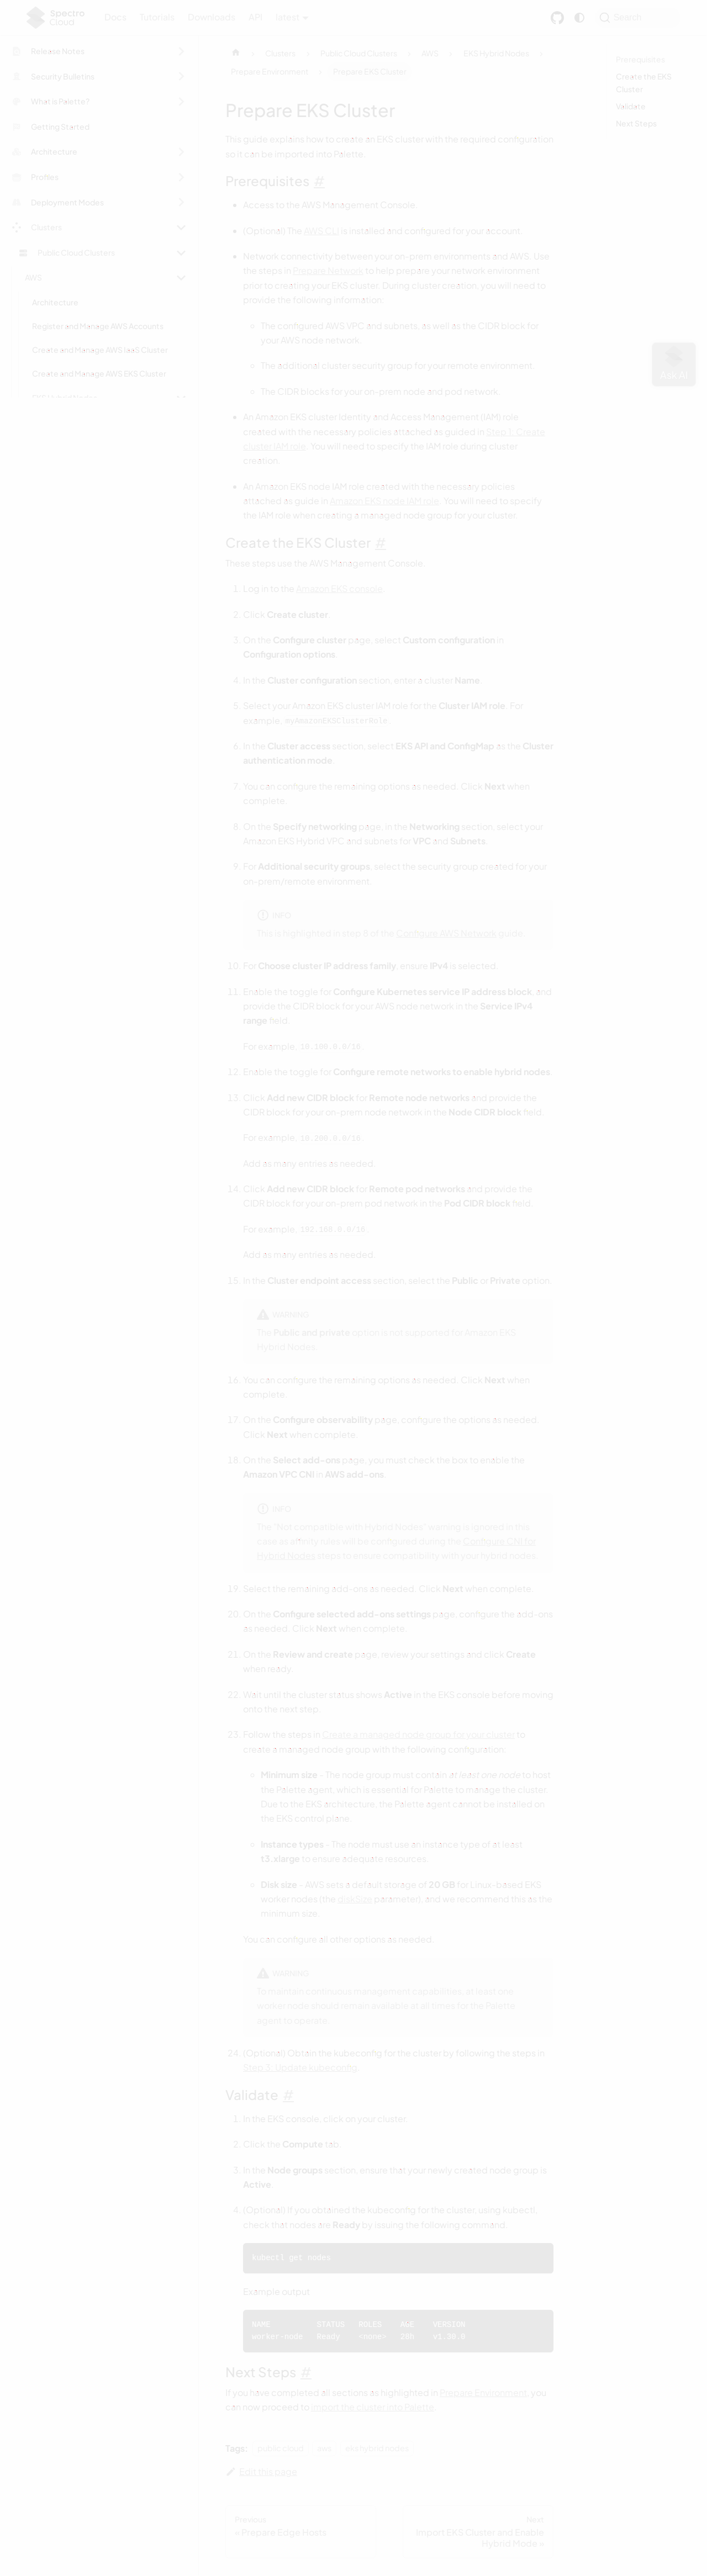 Spectro Cloud
Docs
Tutorials
Downloads
API
latest
Search
Release Notes
Security Bulletins
What is Palette?
Getting Started
Architecture
Profiles
Deployment Modes
Clusters
Public Cloud Clusters
AWS
Architecture
Register and Manage AWS Accounts
Create and Manage AWS IaaS Cluster
Create and Manage AWS EKS Cluster
Clusters
Public Cloud Clusters
AWS
EKS Hybrid Nodes
Prepare Environment
Prepare EKS Cluster
Prerequisites
Create the EKS
Cluster
Validate
Next Steps
Ask AI
Prepare EKS Cluster
This guide explains how to create an EKS cluster with the required configuration
so it can be imported into Palette.
Prerequisites #
Access to the AWS Management Console.
(Optional) The AWS CLI is installed and configured for your account.
Network connectivity between your on-prem environments and AWS. Use
the steps in Prepare Network to help prepare your network environment
prior to creating your EKS cluster. During cluster creation, you will need to
provide the following information:
The configured AWS VPC and subnets, as well as the CIDR block for
your AWS node network.
The additional cluster security group for your remote environment.
The CIDR blocks for your on-prem node and pod network.
An Amazon EKS cluster Identity and Access Management (IAM) role
created with the necessary policies attached as guided in Step 1: Create
cluster IAM role. You will need to specify the IAM role during cluster
creation.
An Amazon EKS node IAM role created with the necessary policies
attached as guide in Amazon EKS node IAM role. You will need to specify
the IAM role when creating a managed node group for your cluster.
Create the EKS Cluster #
These steps use the AWS Management Console.
1. Log in to the Amazon EKS console.
2. Click Create cluster.
3. On the Configure cluster page, select Custom configuration in
Configuration options.
4. In the Cluster configuration section, enter a cluster Name.
5. Select your Amazon EKS cluster IAM role for the Cluster IAM role. For
example, myAmazonEKSClusterRole.
6. In the Cluster access section, select EKS API and ConfigMap as the Cluster
authentication mode.
7. You can configure the remaining options as needed. Click Next when
complete.
8. On the Specify networking page, in the Networking section, select your
Amazon EKS Hybrid VPC and subnets for VPC and Subnets.
9. For Additional security groups, select the security group created for your
on-prem/remote environment.
INFO
This is highlighted in step 8 of the Configure AWS Network guide.
10. For Choose cluster IP address family, ensure IPv4 is selected.
11. Enable the toggle for Configure Kubernetes service IP address block, and
provide the CIDR block for your AWS node network in the Service IPv4
range field.
For example, 10.100.0.0/16.
12. Enable the toggle for Configure remote networks to enable hybrid nodes.
13. Click Add new CIDR block for Remote node networks and provide the
CIDR block for your on-prem node network in the Node CIDR block field.
For example, 10.200.0.0/16.
Add as many entries as needed.
14. Click Add new CIDR block for Remote pod networks and provide the
CIDR block for your on-prem pod network in the Pod CIDR block field.
For example, 192.168.0.0/16.
Add as many entries as needed.
15. In the Cluster endpoint access section, select the Public or Private option.
WARNING
The Public and private option is not supported for Amazon EKS
Hybrid Nodes.
16. You can configure the remaining options as needed. Click Next when
complete.
17. On the Configure observability page, configure the options as needed.
Click Next when complete.
18. On the Select add-ons page, you must check the box to enable the
Amazon VPC CNI in AWS add-ons.
INFO
The "Not compatible with Hybrid Nodes" warning is ignored in this
case as affinity rules will be configured during the Configure CNI for
Hybrid Nodes steps to ensure compatibility with your hybrid nodes.
19. Select the remaining add-ons as needed. Click Next when complete.
20. On the Configure selected add-ons settings page, configure the add-ons
as needed. Click Next when complete.
21. On the Review and create page, review your settings and click Create
when ready.
22. Wait until the cluster status shows Active in the EKS console before moving
onto the next step.
23. Follow the steps in Create a managed node group for your cluster to
create a managed node group with the following configuration:
Minimum size - The node group must contain at least one node to host
the Palette agent, which is essential for Palette to manage the cluster.
Due to the EKS architecture, the Palette agent cannot be installed on
the EKS control plane.
Instance types - The node must use an instance type of at least
t3.xlarge to ensure adequate resources.
Disk size - AWS sets a default storage of 20 GB for Linux-based EKS
worker nodes (the diskSize parameter), and we recommend this as the
minimum size.
You can configure all other options as needed.
WARNING
To maintain continuous management capabilities, at least one
worker node should remain available at all times for the Palette
agent to operate.
24. (Optional) Obtain the kubeconfig for the cluster by following the steps in
Step 3: Update kubeconfig.
Validate #
1. In the EKS console, click on your cluster.
2. Click the Compute tab.
3. In the Node groups section, ensure that your newly created node group is
Active.
4. (Optional) If you obtained the kubeconfig for the cluster, using kubectl,
check that nodes are Ready by issuing the following command.
kubectl get nodes
Example output.
NAME STATUS ROLES AGE VERSION
worker-node Ready <none> 10h v1.30.0
Next Steps #
If you have completed all sections as highlighted in Prepare Environment, you
can now proceed to Import the cluster into Palette.
Tags:
public cloud
aws
eks hybrid nodes
Edit this page
Previous
« Prepare Edge Hosts
Next
Import EKS Cluster and Enable
Hybrid Mode »